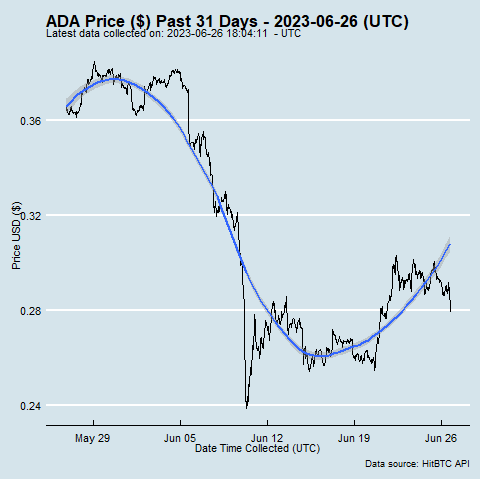 ADA Price ($) Past 31 Days - 2023-06-26 (UTC)
Latest data collected on: 2023-06-26 18:04:11  - UTC
Price USD ($)
0.36
0.32
0.28
0.24
May 29
Jun 05
Jun 12
Jun 19
Jun 26
Date Time Collected (UTC)
Data source: HitBTC API